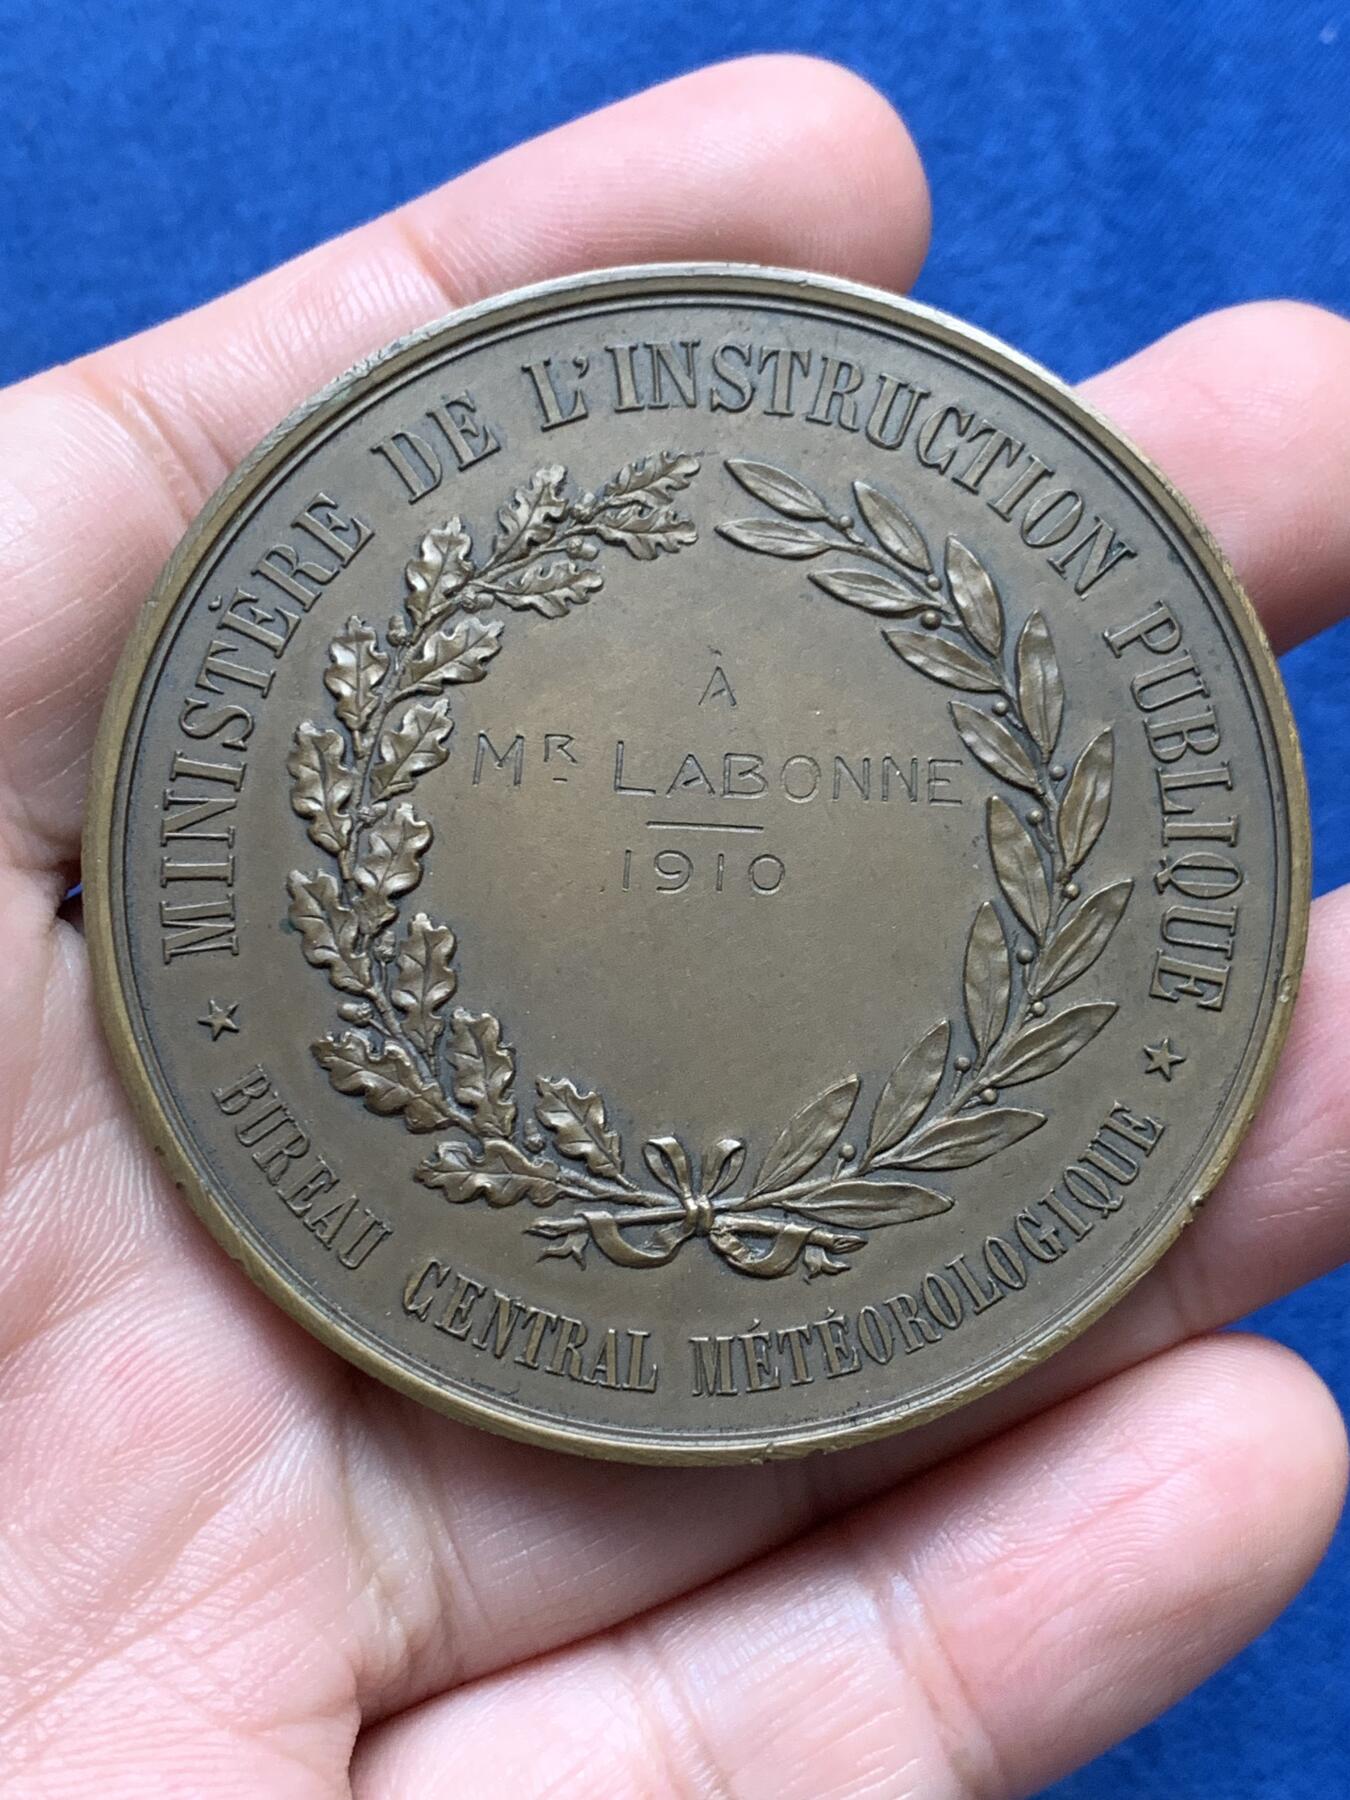 MINISTÈRE DE L'INSTRUCTION PUBLIQUE
À
MR LABONNE
1910
★ BUREAU CENTRAL MÉTÉOROLOGIQUE ★